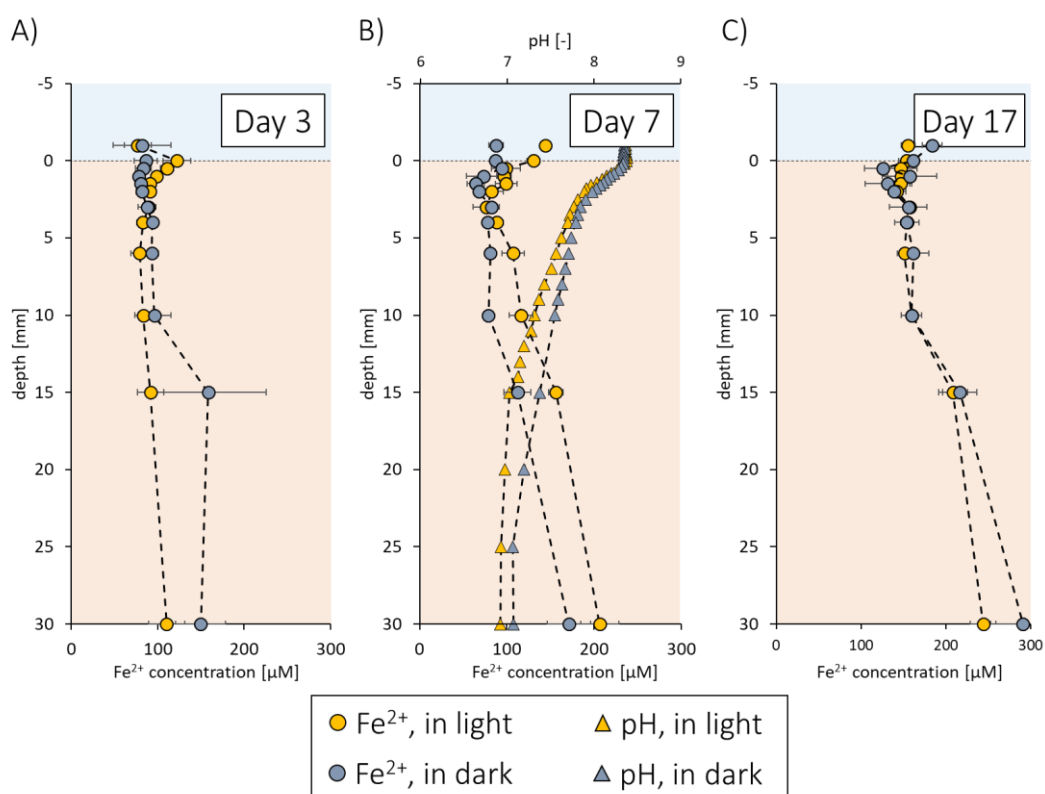 A)
B)
C)
pH [-]
6 7 8 9
Day 3
Day 7
Day 17
depth [mm]
-5
0
5
10
15
20
25
30
0 100 200 300
Fe²⁺ concentration [µM]
depth [mm]
-5
0
5
10
15
20
25
30
0 100 200 300
Fe²⁺ concentration [µM]
depth [mm]
-5
0
5
10
15
20
25
30
0 100 200 300
Fe²⁺ concentration [µM]
Fe²⁺, in light
pH, in light
Fe²⁺, in dark
pH, in dark